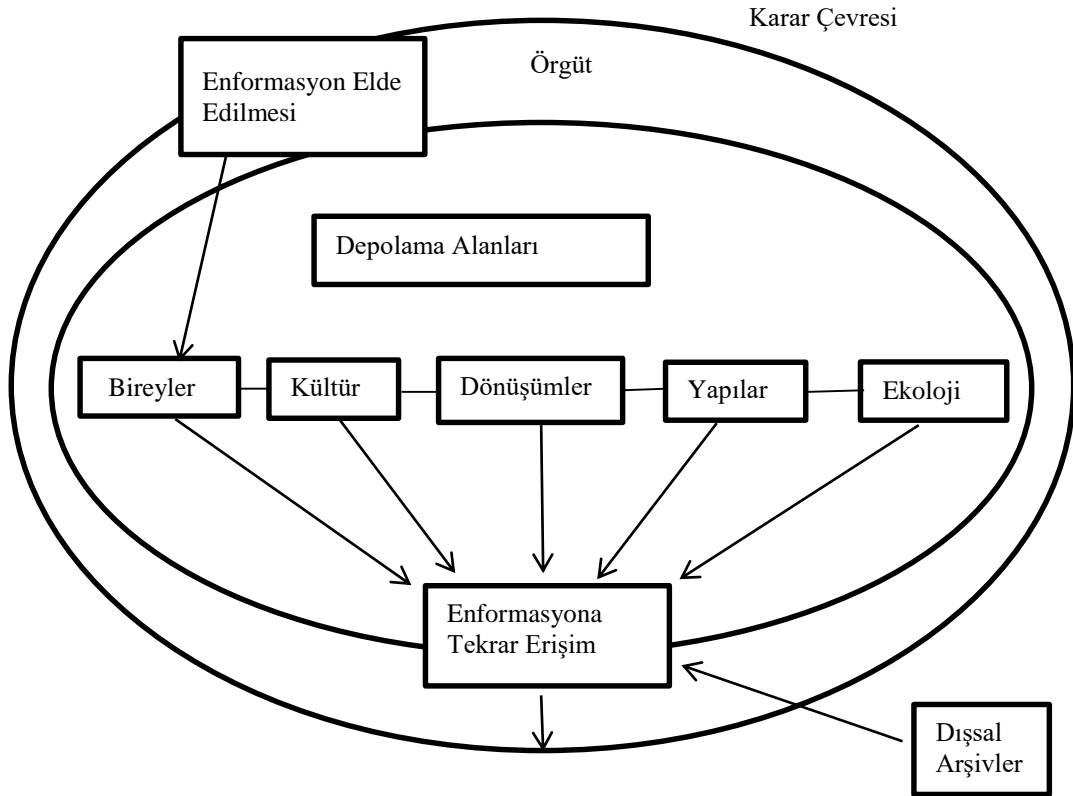 Karar Çevresi
Örgüt
Enformasyon Elde
Edilmesi
Depolama Alanları
Bireyler
Kültür
Dönüşümler
Yapılar
Ekoloji
Enformasyona
Tekrar Erişim
Dışsal
Arşivler